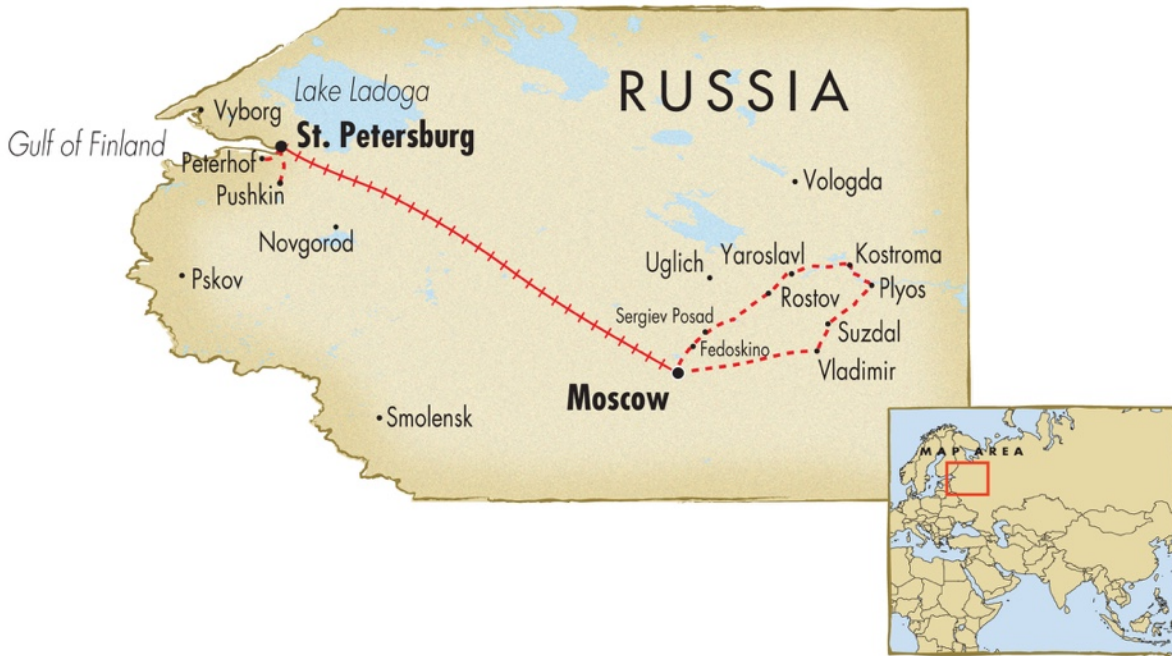 RUSSIA
Lake Ladoga
Vyborg
St. Petersburg
Gulf of Finland
Peterhof
Pushkin
Vologda
Novgorod
Pskov
Uglich
Yaroslavl
Kostroma
Rostov
Plyos
Sergiev Posad
Suzdal
Fedoskino
Vladimir
Moscow
Smolensk
MAP AREA